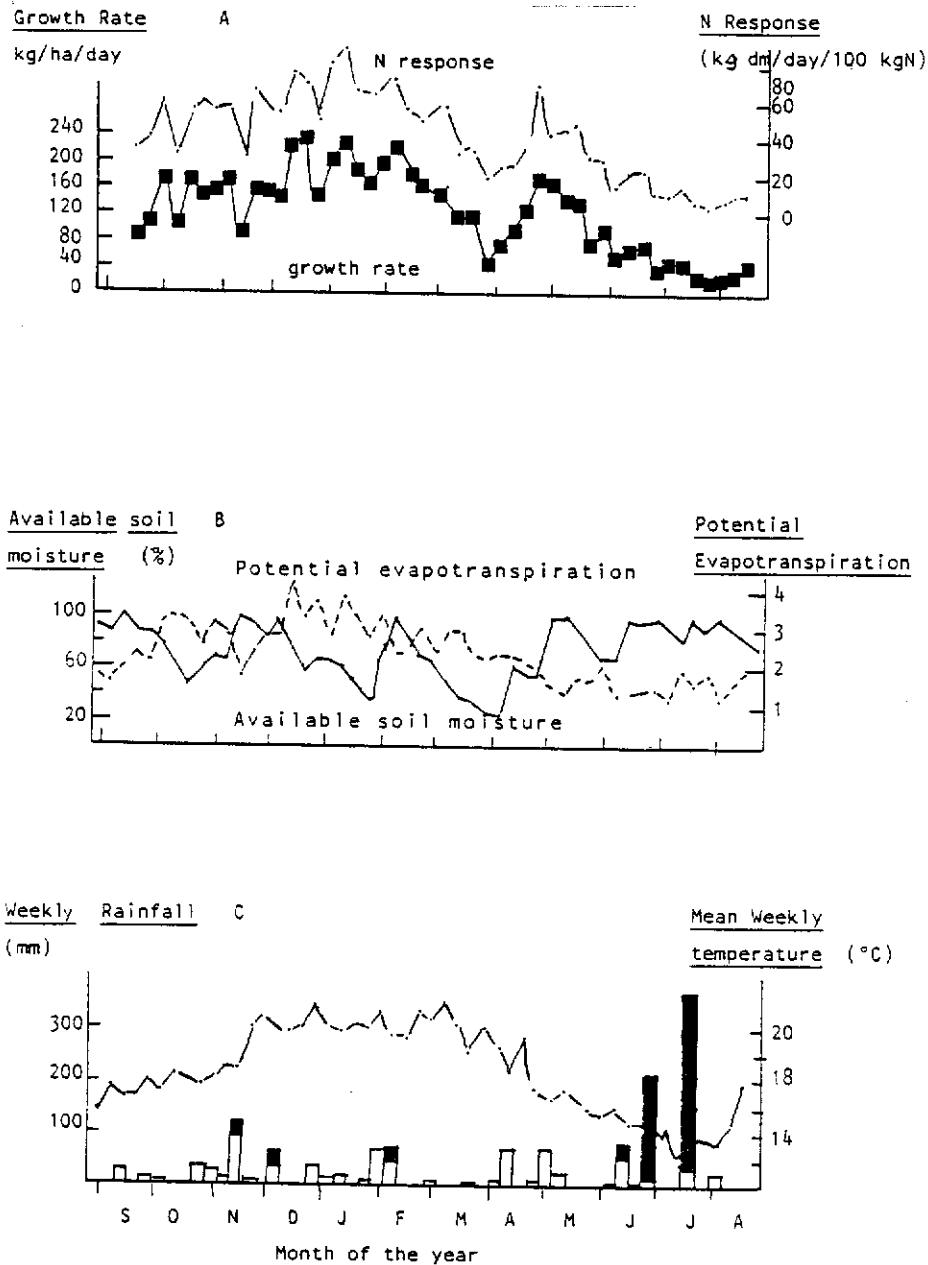 Growth Rate A N Response
kg/ha/day N response (kg dm/day/100 kgN)
80
60
240
200 40
160
20
120
0
80
40 growth rate
0
Available soil B Potential
moisture (%) Evapotranspiration
Potential evapotranspiration
4
100
3
60 2
20 Available soil moisture 1
Weekly Rainfall C Mean Weekly
(mm) temperature (°C)
300 20
200 18
100 14
S O N D J F M A M J J A
Month of the year